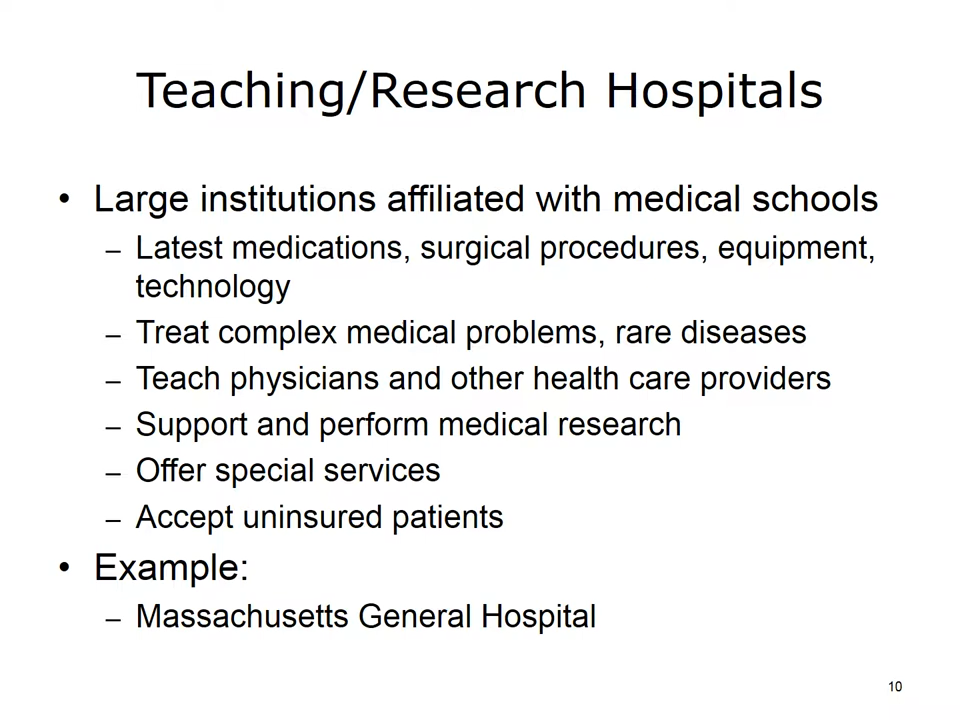 Teaching/Research Hospitals
• Large institutions affiliated with medical schools
– Latest medications, surgical procedures, equipment,
technology
– Treat complex medical problems, rare diseases
– Teach physicians and other health care providers
– Support and perform medical research
– Offer special services
– Accept uninsured patients
• Example:
– Massachusetts General Hospital
10